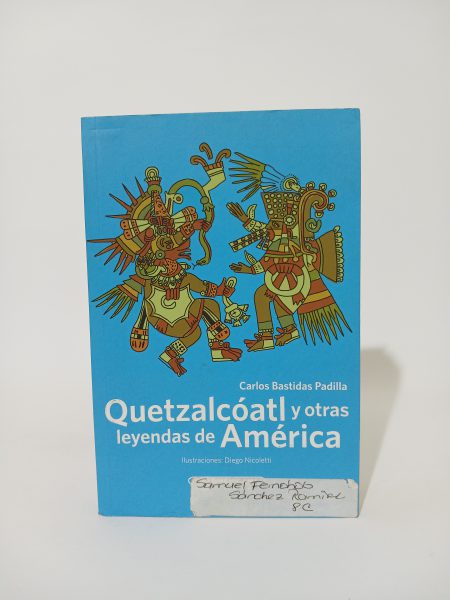 Carlos Bastidas Padilla
Quetzalcóatl y otras
leyendas de América
Ilustraciones: Diego Nicoletti
Samuel
Sánchez
8C